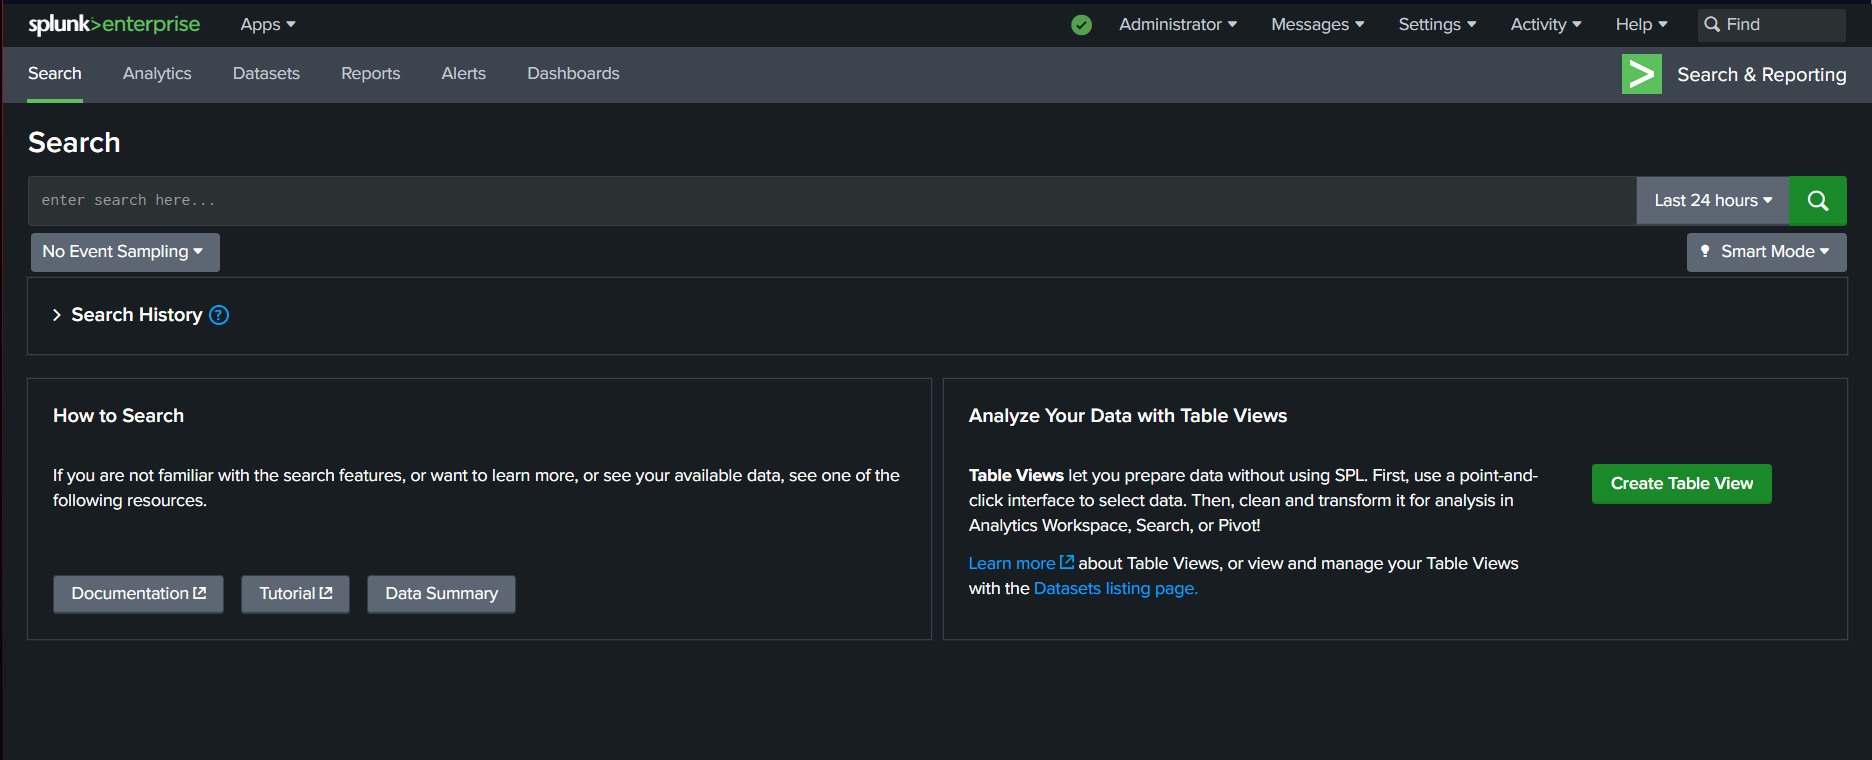 splunk>enterprise Apps Administrator Messages Settings Activity Help Find
Search Analytics Datasets Reports Alerts Dashboards Search & Reporting
Search
enter search here... Last 24 hours
No Event Sampling Smart Mode
Search History ?
How to Search
If you are not familiar with the search features, or want to learn more, or see your available data, see one of the
following resources.
Documentation Tutorial Data Summary
Analyze Your Data with Table Views
Table Views let you prepare data without using SPL. First, use a point-and-
click interface to select data. Then, clean and transform it for analysis in
Analytics Workspace, Search, or Pivot!
Learn more about Table Views, or view and manage your Table Views
with the Datasets listing page.
Create Table View